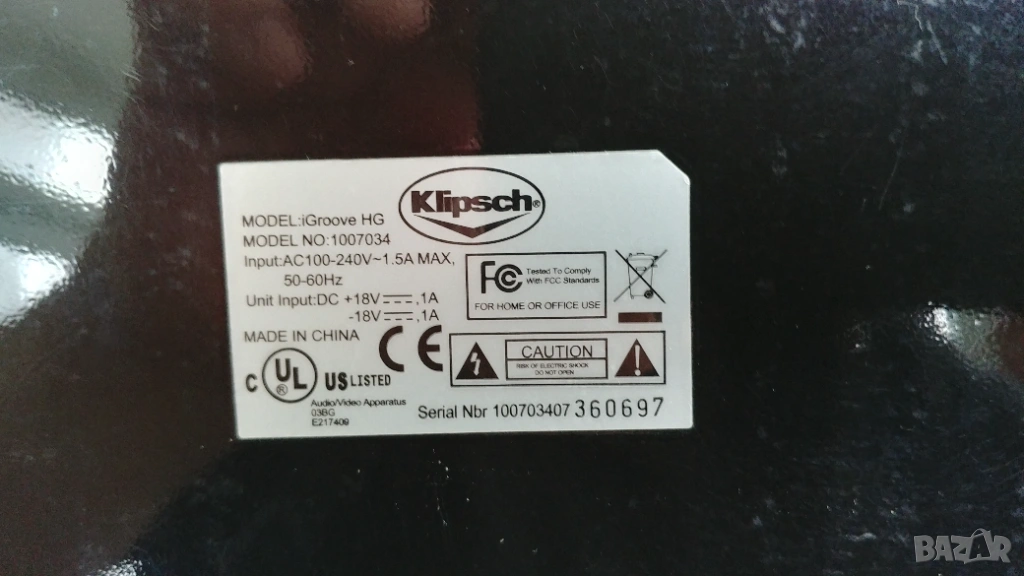 Klipsch®
MODEL:iGroove HG
MODEL NO:1007034
Input:AC100-240V~1.5A MAX,
50-60Hz
Unit Input:DC +18V⎓,1A
-18V⎓,1A
MADE IN CHINA
FC Tested To Comply
With FCC Standards
FOR HOME OR OFFICE USE
CE
CAUTION
RISK OF ELECTRIC SHOCK
DO NOT OPEN
C UL® US LISTED
Audio/Video Apparatus
03BG
E217409
Serial Nbr 100703407 360697
BAZAR